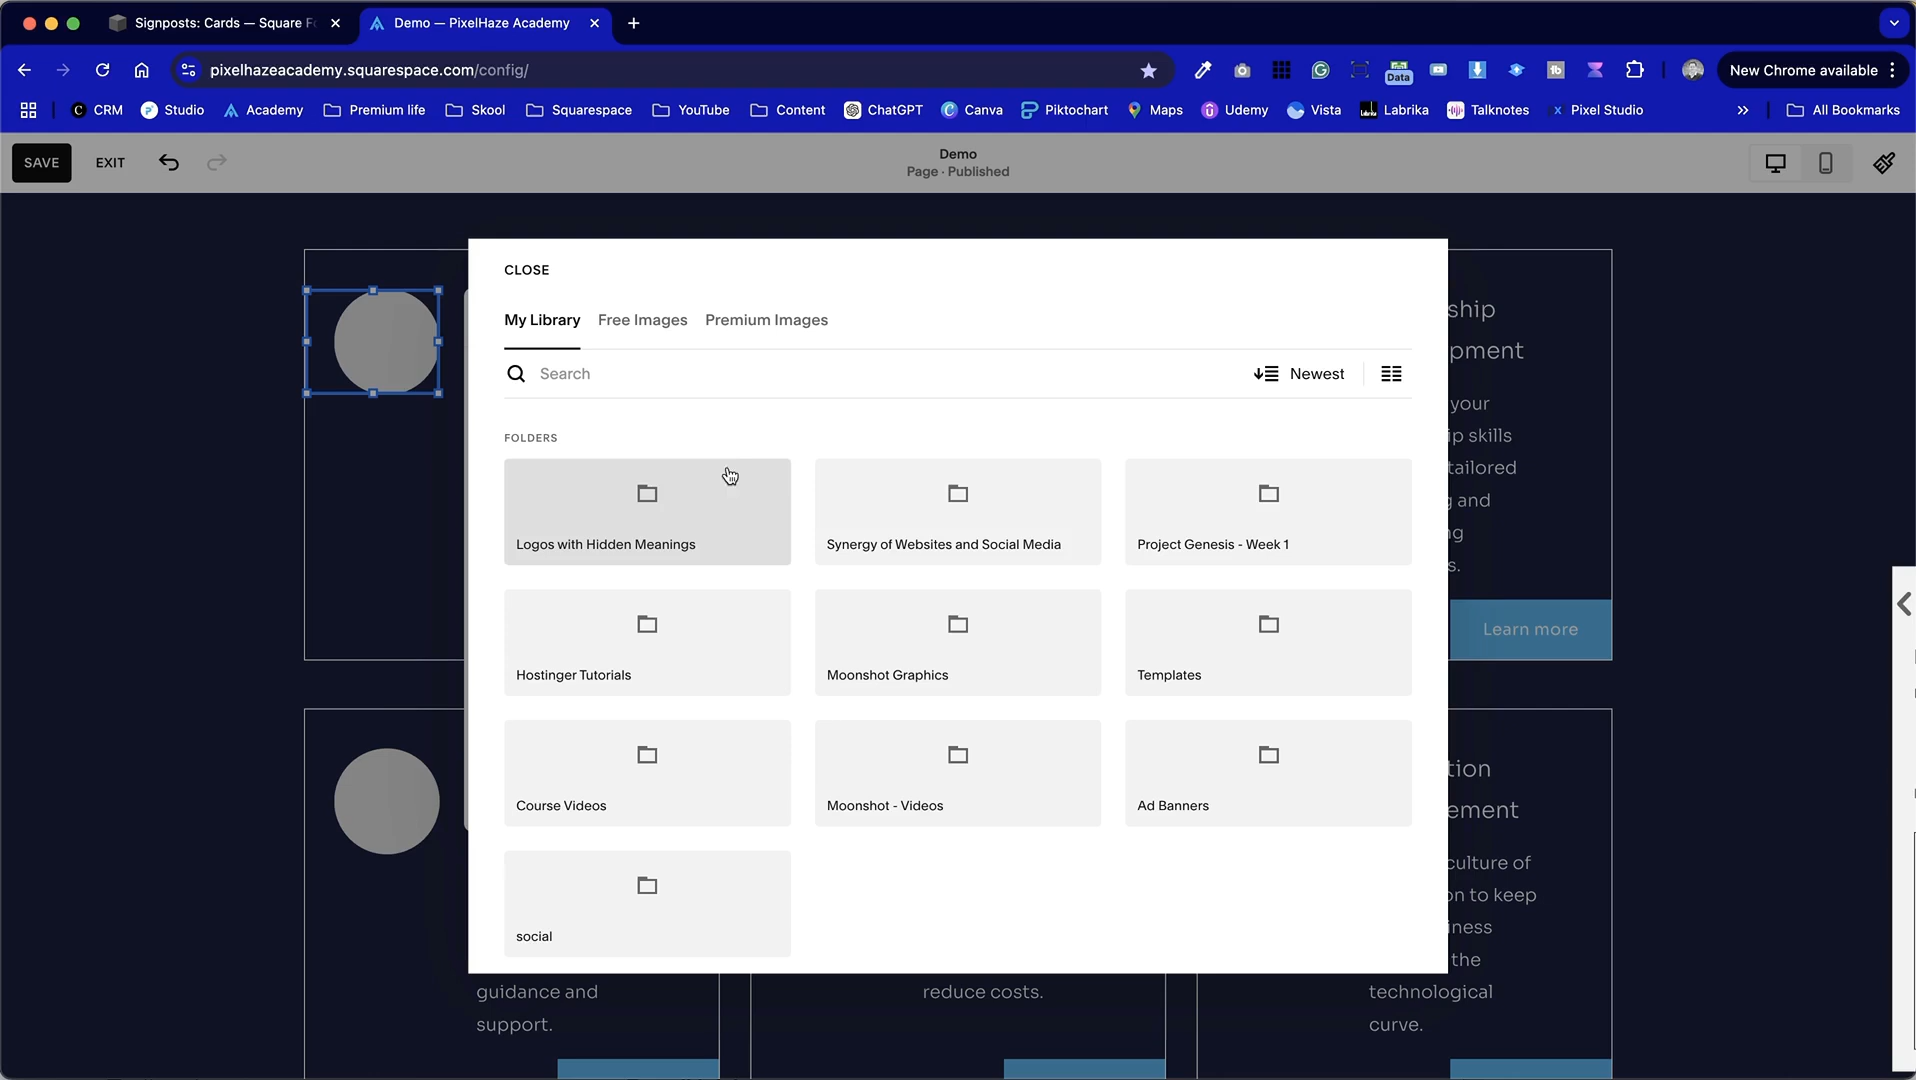 Signposts: Cards — Square F
Demo — PixelHaze Academy
pixelhazeacademy.squarespace.com/config/
Data
New Chrome available
CRM
Studio
Academy
Premium life
Skool
Squarespace
YouTube
Content
ChatGPT
Canva
Piktochart
Maps
Udemy
Vista
Labrika
Talknotes
Pixel Studio
All Bookmarks
SAVE
EXIT
Demo
Page · Published
CLOSE
My Library
Free Images
Premium Images
Search
Newest
FOLDERS
Logos with Hidden Meanings
Synergy of Websites and Social Media
Project Genesis - Week 1
Hostinger Tutorials
Moonshot Graphics
Templates
Course Videos
Moonshot - Videos
Ad Banners
social
ship
pment
your
ip skills
tailored
g and
ng
s.
Learn more
tion
ement
culture of
on to keep
iness
the
technological
curve.
guidance and
support.
reduce costs.